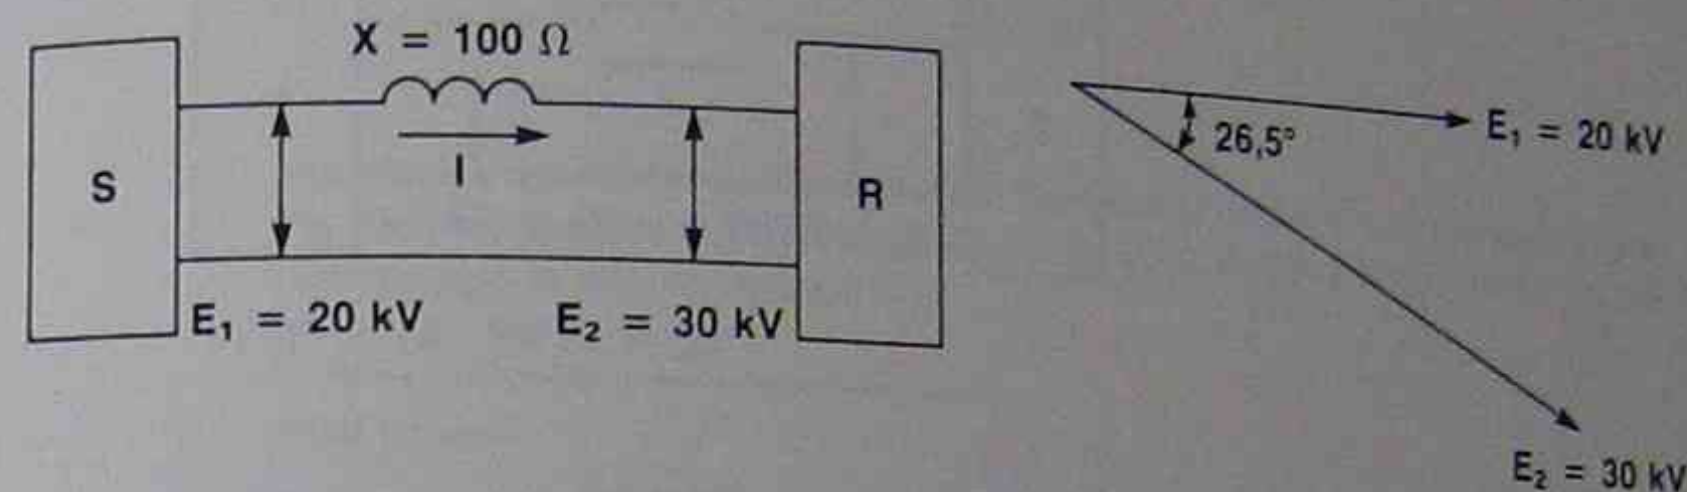 X = 100 Ω
S
I
R
E₁ = 20 kV
E₂ = 30 kV
26,5°
E₁ = 20 kV
E₂ = 30 kV